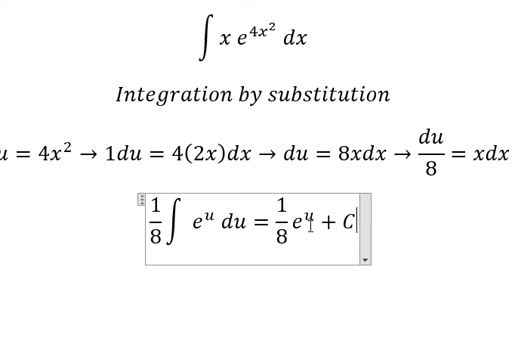 ∫ x e^{4x²} dx
Integration by substitution
u = 4x² → 1du = 4(2x)dx → du = 8xdx → du/8 = xdx
1/8 ∫ e^u du = 1/8 e^u + C